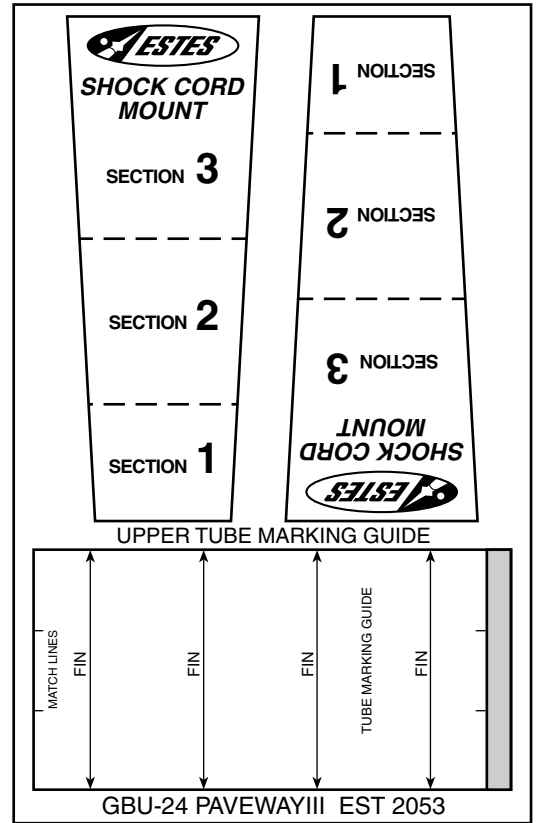 ESTES
SHOCK CORD
MOUNT
SECTION 3
SECTION 2
SECTION 1
SECTION 1
SECTION 2
SECTION 3
SHOCK CORD
MOUNT
ESTES
UPPER TUBE MARKING GUIDE
MATCH LINES
FIN
FIN
FIN
TUBE MARKING GUIDE
FIN
GBU-24 PAVEWAYIII EST 2053